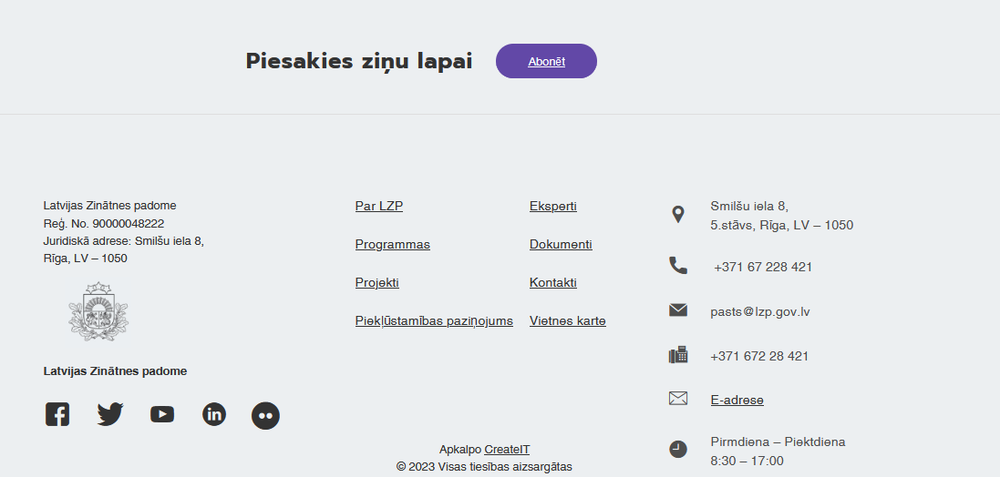 Piesakies ziņu lapai
Abonēt
Latvijas Zinātnes padome
Reģ. No. 90000048222
Juridiskā adrese: Smilšu iela 8,
Rīga, LV – 1050
Latvijas Zinātnes padome
Par LZP
Programmas
Projekti
Piekļūstamības paziņojums
Eksperti
Dokumenti
Kontakti
Vietnes karte
Smilšu iela 8,
5.stāvs, Rīga, LV – 1050
+371 67 228 421
pasts@lzp.gov.lv
+371 672 28 421
E-adrese
Pirmdiena – Piektdiena
8:30 – 17:00
Apkalpo CreateIT
© 2023 Visas tiesības aizsargātas